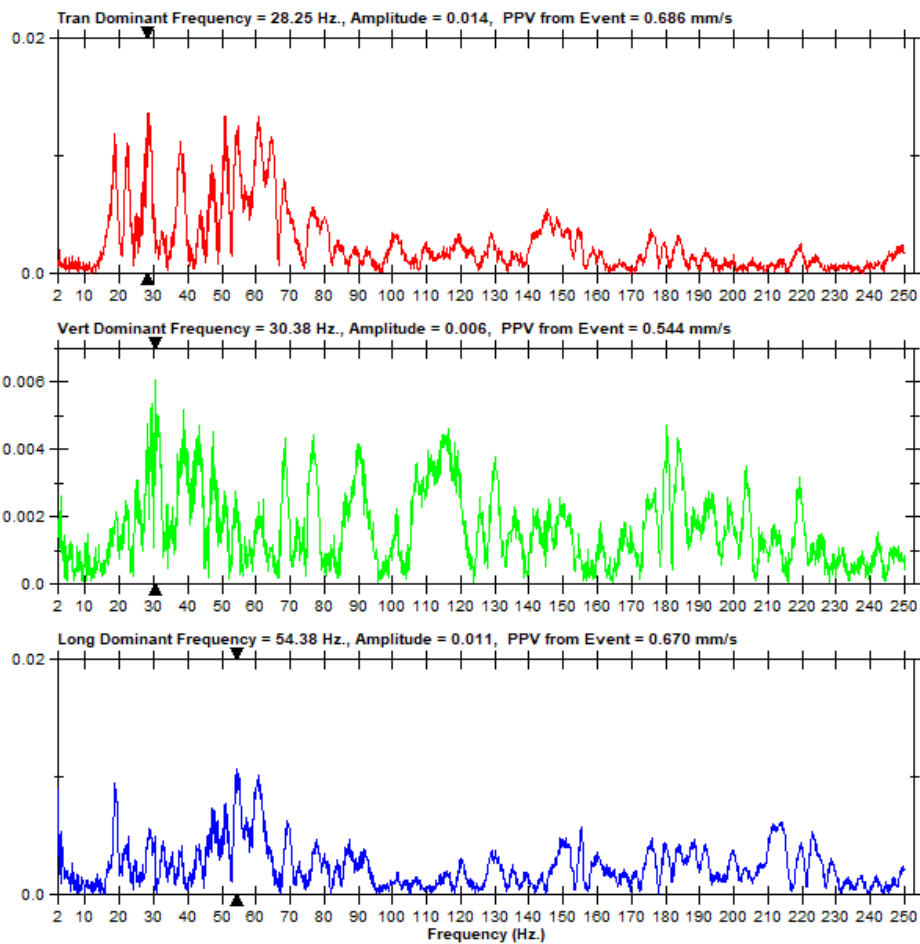 Tran Dominant Frequency = 28.25 Hz., Amplitude = 0.014, PPV from Event = 0.686 mm/s
0.02
0.0
2 10 20 30 40 50 60 70 80 90 100 110 120 130 140 150 160 170 180 190 200 210 220 230 240 250
Vert Dominant Frequency = 30.38 Hz., Amplitude = 0.006, PPV from Event = 0.544 mm/s
0.006
0.004
0.002
0.0
2 10 20 30 40 50 60 70 80 90 100 110 120 130 140 150 160 170 180 190 200 210 220 230 240 250
Long Dominant Frequency = 54.38 Hz., Amplitude = 0.011, PPV from Event = 0.670 mm/s
0.02
0.0
2 10 20 30 40 50 60 70 80 90 100 110 120 130 140 150 160 170 180 190 200 210 220 230 240 250
Frequency (Hz.)